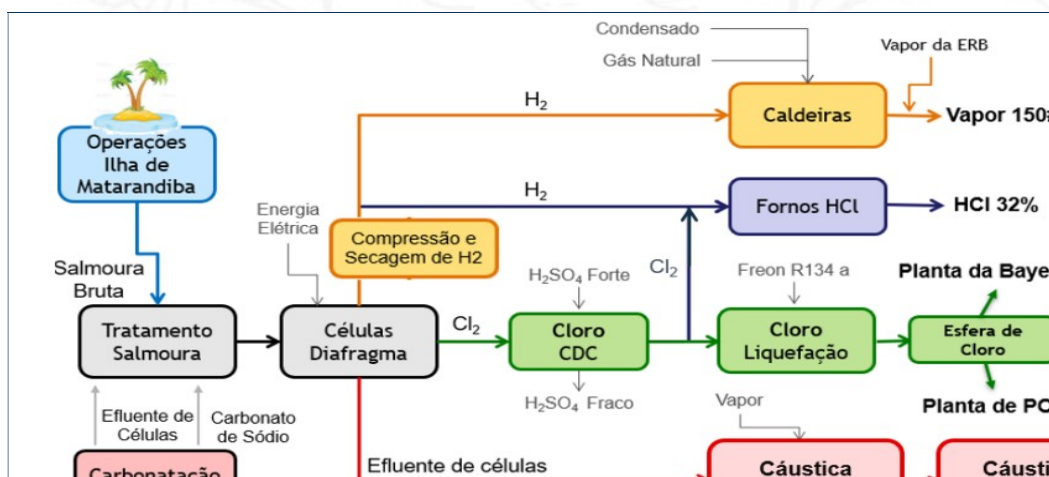 Condensado
Gás Natural
Vapor da ERB
H₂
Caldeiras
Vapor 150
Operações
Ilha de
Matarandiba
H₂
Fornos HCl
HCl 32%
Energia
Elétrica
Compressão e
Secagem de H2
Cl₂
Salmoura
Bruta
H₂SO₄ Forte
Freon R134 a
Planta da Baye
Tratamento
Salmoura
Células
Diafragma
Cl₂
Cloro
CDC
Cloro
Liquefação
Esfera de
Cloro
H₂SO₄ Fraco
Vapor
Planta de PO
Efluente de
Células
Carbonato
de Sódio
Carbonatação
Efluente de células
Cáustica
Cáusti